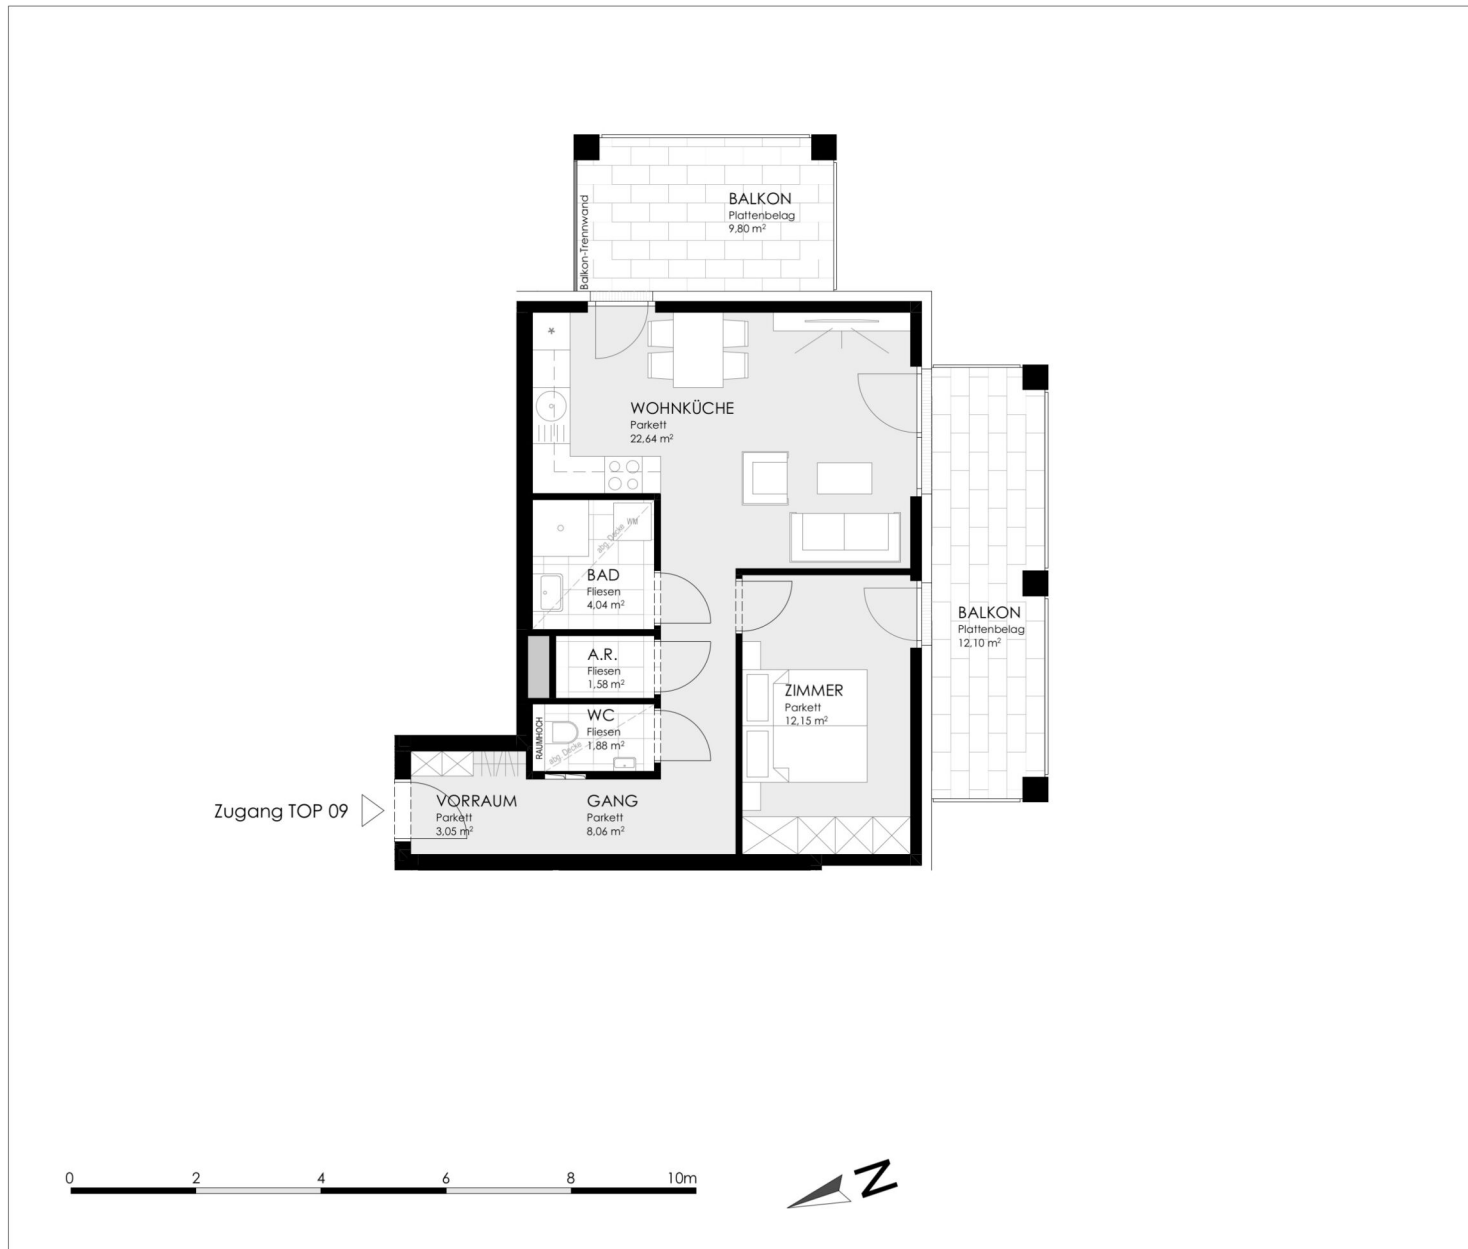 BALKON
Plattenbelag
9,80 m²
Balkon-Trennwand
WOHNKÜCHE
Parkett
22,64 m²
WM
abg. Decke
BAD
Fliesen
4,04 m²
BALKON
Plattenbelag
12,10 m²
A.R.
Fliesen
1,58 m²
ZIMMER
Parkett
12,15 m²
WC
Fliesen
1,88 m²
RAUMHOCH
abg. Decke
Zugang TOP 09
VORRAUM
Parkett
3,05 m²
GANG
Parkett
8,06 m²
0 2 4 6 8 10m
N